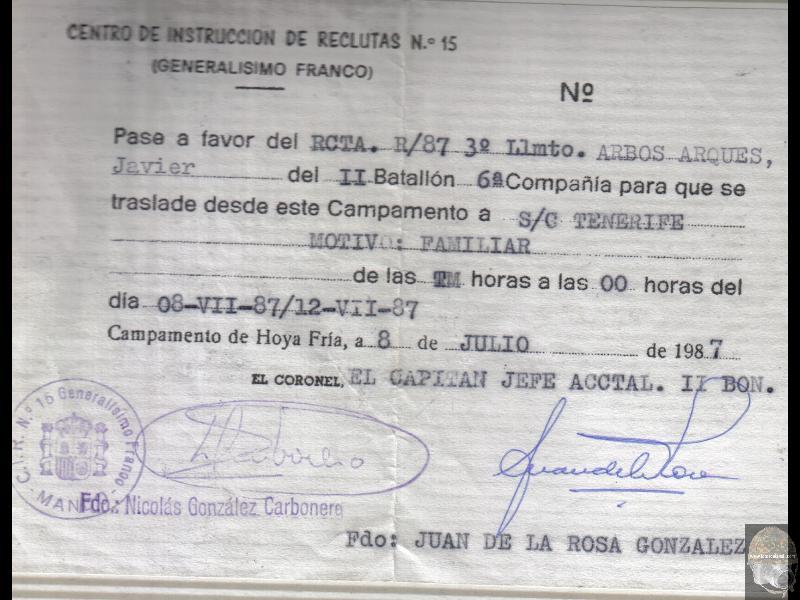 CENTRO DE INSTRUCCION DE RECLUTAS N.º 15
(GENERALISIMO FRANCO)
Nº
Pase a favor del RCTA. R/87 3º Llmto. ARBOS ARQUES,
Javier del II Batallón 6ª Compañía para que se
traslade desde este Campamento a S/C TENERIFE
MOTIVO: FAMILIAR
de las TM horas a las 00 horas del
día 08-VII-87/12-VII-87
Campamento de Hoya Fría, a 8 de JULIO de 1987
EL CORONEL, EL CAPITAN JEFE ACCTAL. II BON.
C.I.R. N.º 15 Generalísimo Franco
Fdo.: Nicolás González Carbonero
Fdo: JUAN DE LA ROSA GONZALEZ